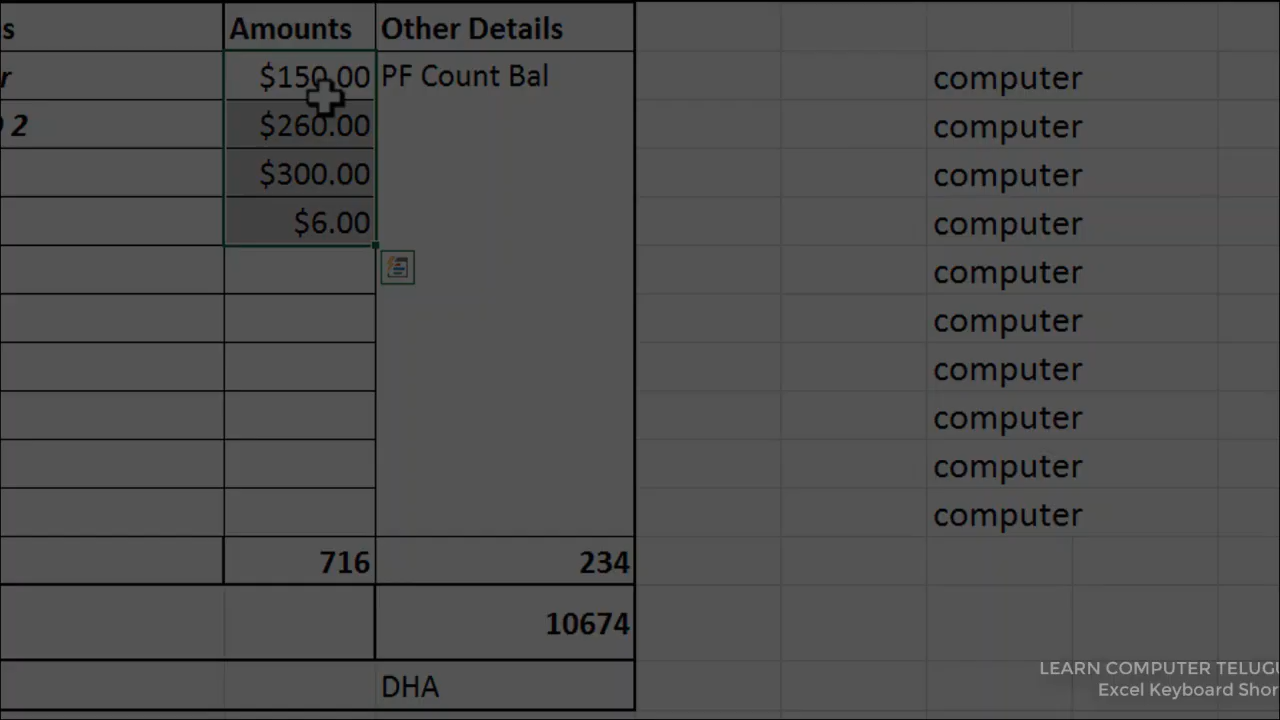 Amounts Other Details
$150.00 PF Count Bal computer
2 $260.00 computer
$300.00 computer
$6.00 computer
computer
computer
computer
computer
computer
computer
716 234
10674
DHA
LEARN COMPUTER TELUGU
Excel Keyboard Shor